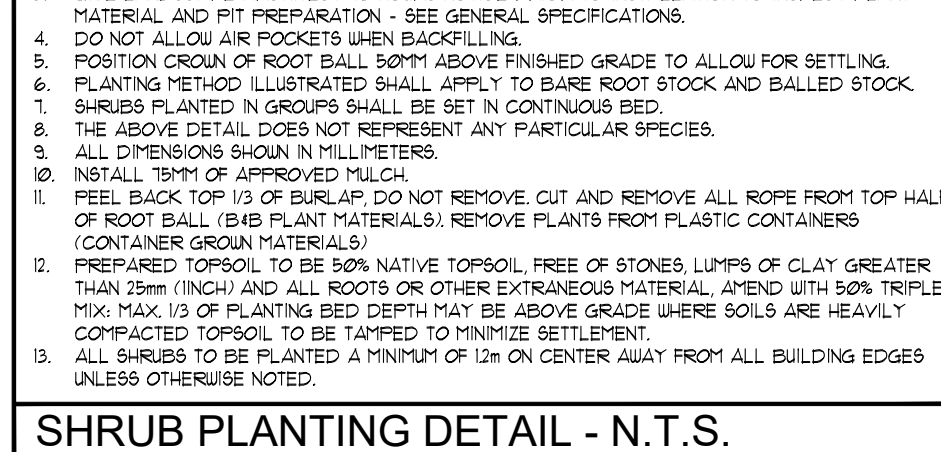 MATERIAL AND PIT PREPARATION - SEE GENERAL SPECIFICATIONS.
4. DO NOT ALLOW AIR POCKETS WHEN BACKFILLING.
5. POSITION CROWN OF ROOT BALL 50MM ABOVE FINISHED GRADE TO ALLOW FOR SETTLING.
6. PLANTING METHOD ILLUSTRATED SHALL APPLY TO BARE ROOT STOCK AND BALLED STOCK.
7. SHRUBS PLANTED IN GROUPS SHALL BE SET IN CONTINUOUS BED.
8. THE ABOVE DETAIL DOES NOT REPRESENT ANY PARTICULAR SPECIES.
9. ALL DIMENSIONS SHOWN IN MILLIMETERS.
10. INSTALL 75MM OF APPROVED MULCH.
11. PEEL BACK TOP 1/3 OF BURLAP, DO NOT REMOVE. CUT AND REMOVE ALL ROPE FROM TOP HALF
OF ROOT BALL (B&B PLANT MATERIALS). REMOVE PLANTS FROM PLASTIC CONTAINERS
(CONTAINER GROWN MATERIALS)
12. PREPARED TOPSOIL TO BE 50% NATIVE TOPSOIL, FREE OF STONES, LUMPS OF CLAY GREATER
THAN 25mm (1INCH) AND ALL ROOTS OR OTHER EXTRANEOUS MATERIAL, AMEND WITH 50% TRIPLE
MIX: MAX. 1/3 OF PLANTING BED DEPTH MAY BE ABOVE GRADE WHERE SOILS ARE HEAVILY
COMPACTED TOPSOIL TO BE TAMPED TO MINIMIZE SETTLEMENT.
13. ALL SHRUBS TO BE PLANTED A MINIMUM OF 1.2m ON CENTER AWAY FROM ALL BUILDING EDGES
UNLESS OTHERWISE NOTED.
SHRUB PLANTING DETAIL - N.T.S.